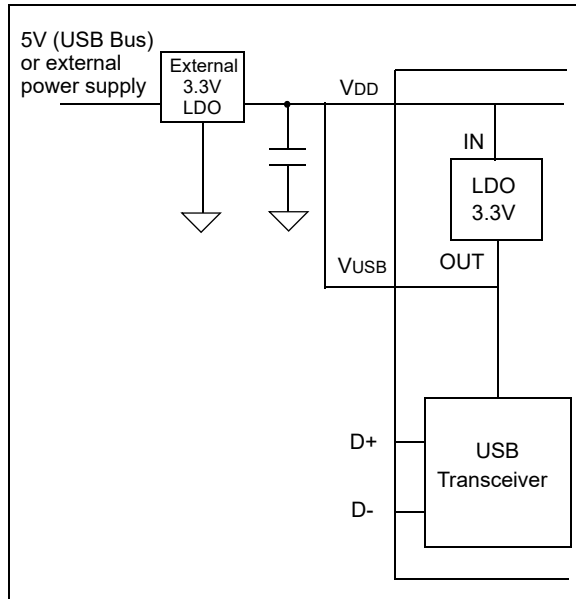 5V (USB Bus)
or external
power supply
External
3.3V
LDO
VDD
IN
LDO
3.3V
OUT
VUSB
D+
USB
Transceiver
D-